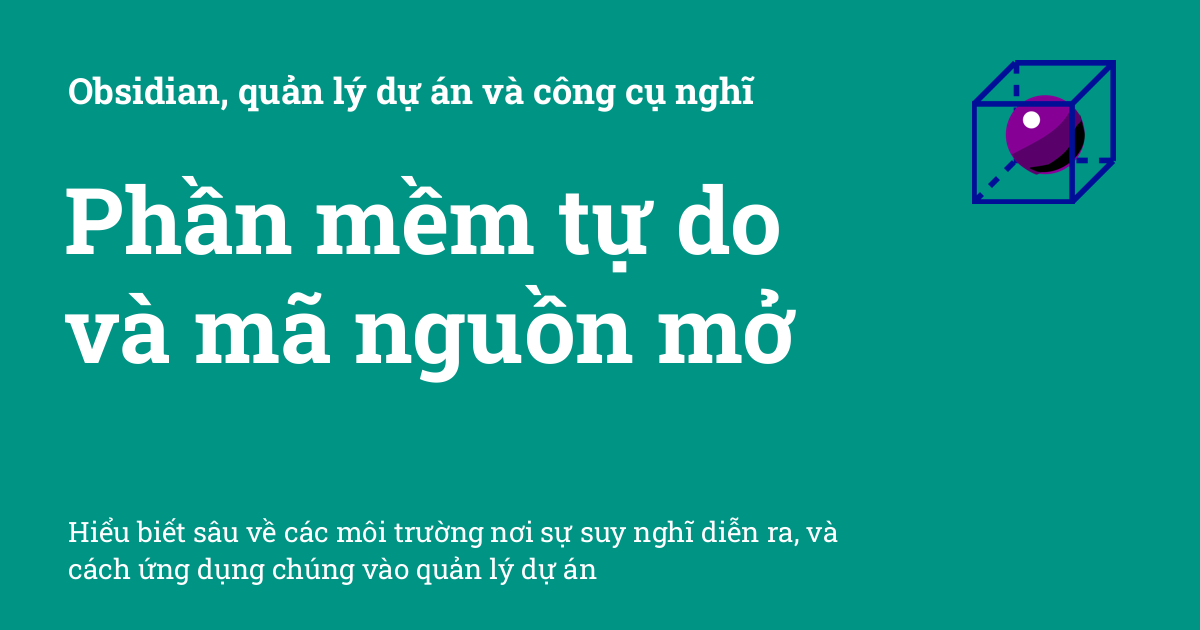 Obsidian, quản lý dự án và công cụ nghĩ
Phần mềm tự do
và mã nguồn mở
Hiểu biết sâu về các môi trường nơi sự suy nghĩ diễn ra, và
cách ứng dụng chúng vào quản lý dự án